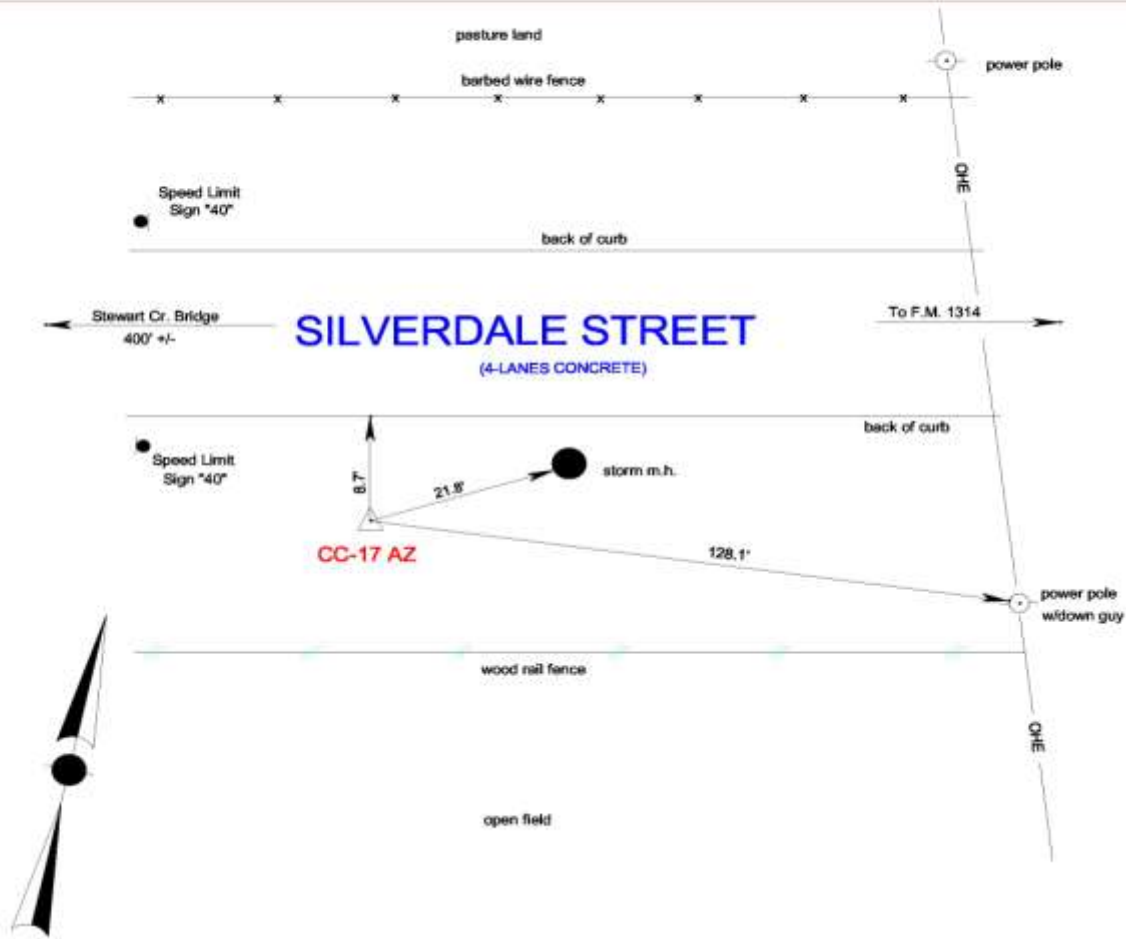 pasture land
power pole
barbed wire fence
x x x x x x x x
OHE
Speed Limit
Sign "40"
back of curb
Stewart Cr. Bridge
400' +/-
SILVERDALE STREET
(4-LANES CONCRETE)
To F.M. 1314
back of curb
Speed Limit
Sign "40"
8.7'
21.8'
storm m.h.
CC-17 AZ
128.1'
power pole
w/down guy
wood rail fence
OHE
open field